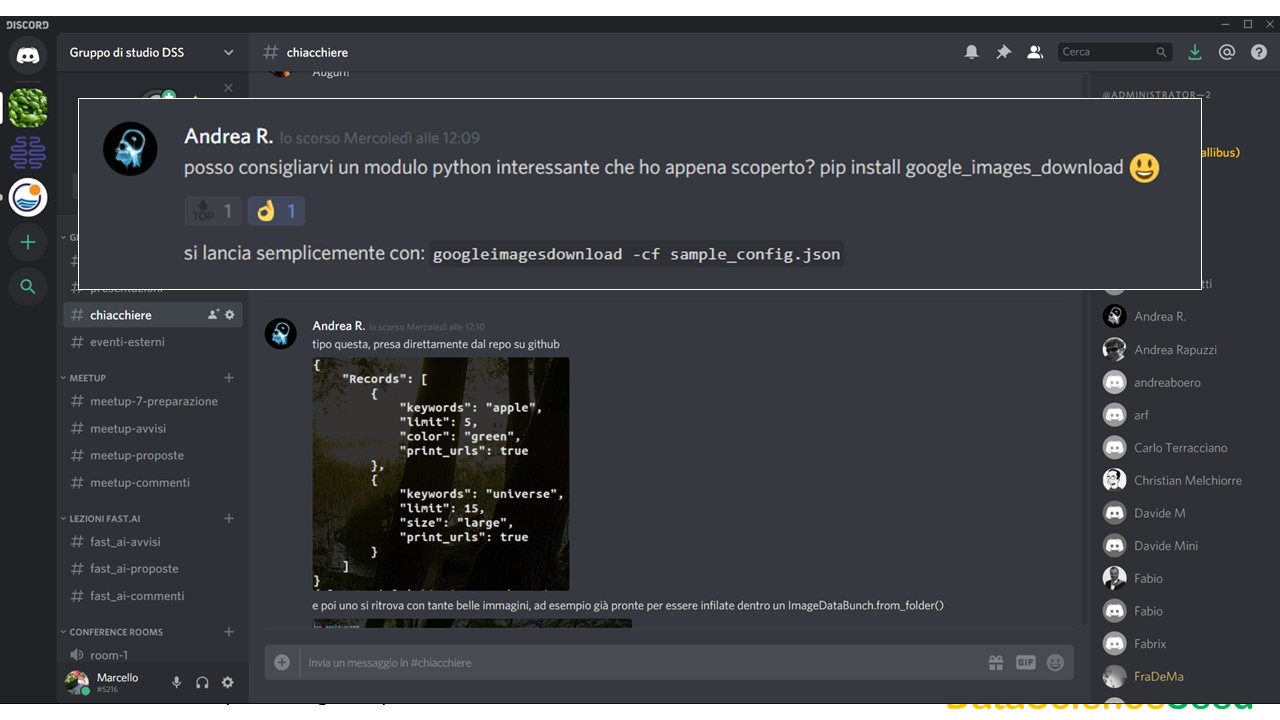 DISCORD
Gruppo di studio DSS
# chiacchiere
Cerca
Auguri!
@ADMINISTRATOR—2
allibus)
Andrea R. lo scorso Mercoledì alle 12:09
posso consigliarvi un modulo python interessante che ho appena scoperto? pip install google_images_download 😃
TOP 1 👌 1
si lancia semplicemente con: googleimagesdownload -cf sample_config.json
# presentazioni
# chiacchiere
# eventi-esterni
MEETUP
# meetup-7-preparazione
# meetup-avvisi
# meetup-proposte
# meetup-commenti
LEZIONI FAST.AI
# fast_ai-avvisi
# fast_ai-proposte
# fast_ai-commenti
CONFERENCE ROOMS
room-1
Marcello
#5216
Andrea R. lo scorso Mercoledì alle 12:10
tipo questa, presa direttamente dal repo su github
{
"Records": [
{
"keywords": "apple",
"limit": 5,
"color": "green",
"print_urls": true
},
{
"keywords": "universe",
"limit": 15,
"size": "large",
"print_urls": true
}
]
}
e poi uno si ritrova con tante belle immagini, ad esempio già pronte per essere infilate dentro un ImageDataBunch.from_folder()
Invia un messaggio in #chiacchiere
GIF
tti
Andrea R.
Andrea Rapuzzi
andreaboero
arf
Carlo Terracciano
Christian Melchiorre
Davide M
Davide Mini
Fabio
Fabio
Fabrix
FraDeMa
DataScienceSeed